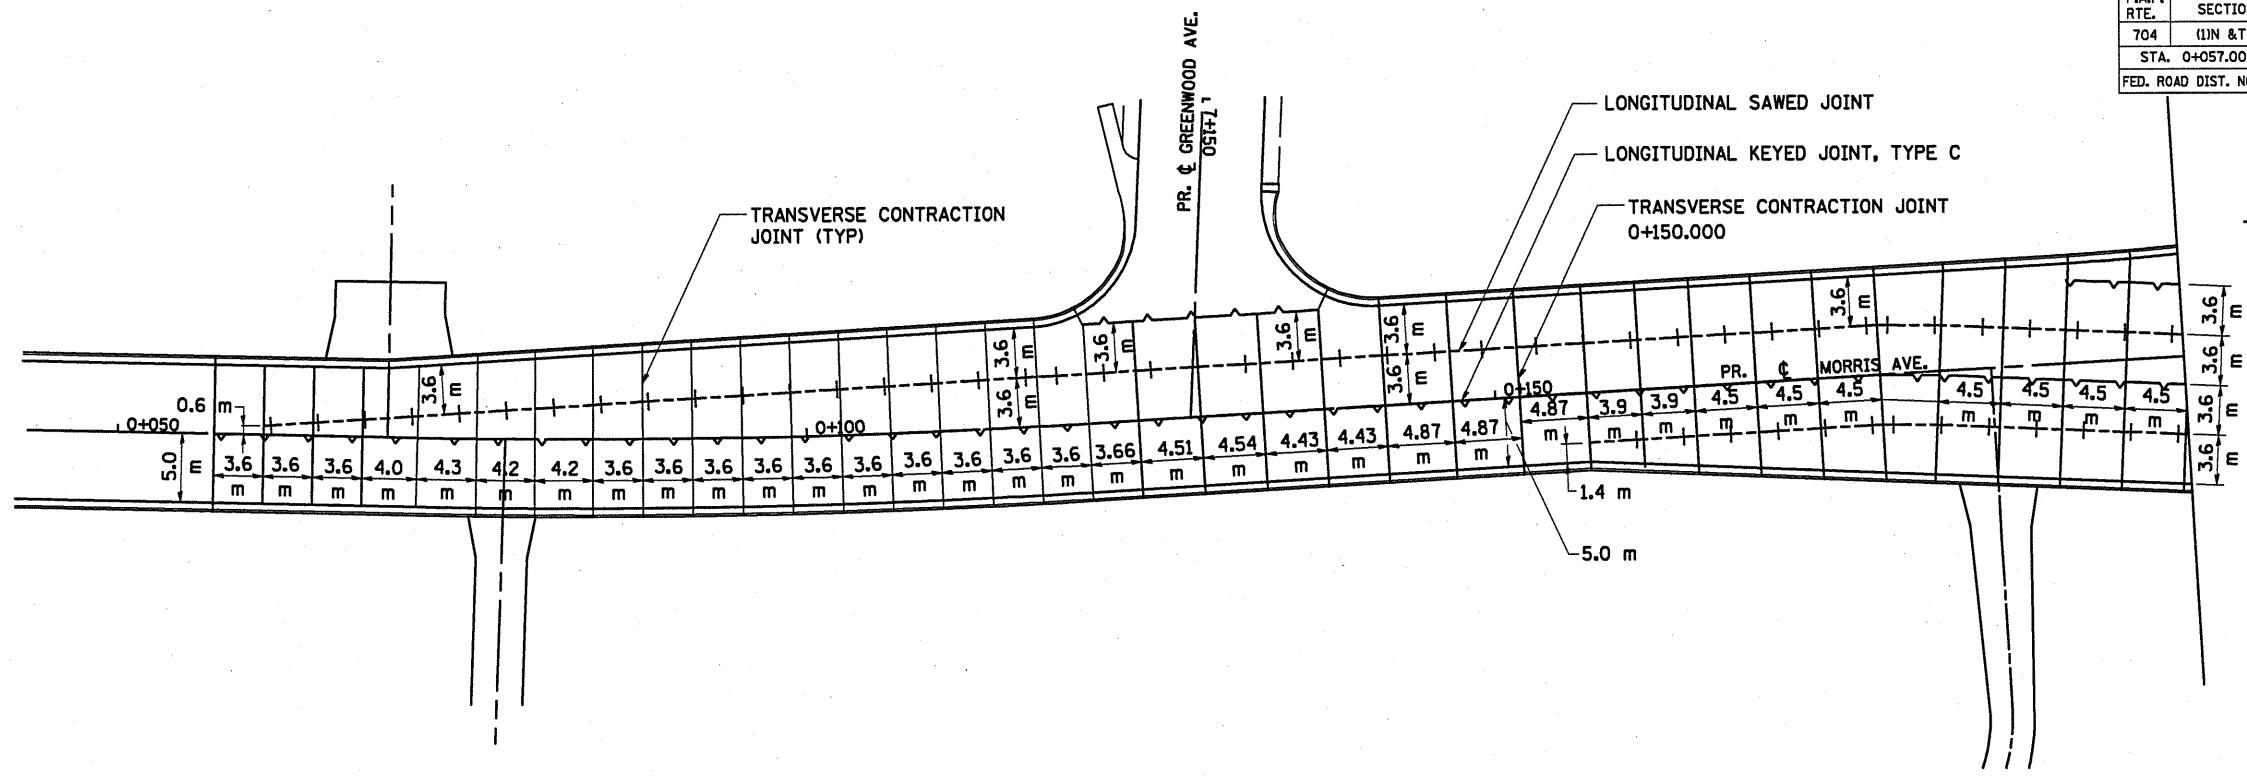 RTE.
SECTIO
704
(1)N &T
STA. 0+057.00
FED. ROAD DIST. N
PR. ℄ GREENWOOD AVE.
7+150
LONGITUDINAL SAWED JOINT
LONGITUDINAL KEYED JOINT, TYPE C
TRANSVERSE CONTRACTION JOINT
0+150.000
TRANSVERSE CONTRACTION
JOINT (TYP)
3.6 m
3.6 m
3.6 m
3.6 m
3.6 m
3.6 m
3.6 m
3.6 m
0.6 m
0+050
5.0 m
0+100
0+150
PR. ℄ MORRIS AVE.
3.6 m
3.6 m
3.6 m
4.0 m
4.3 m
4.2 m
4.2 m
3.6 m
3.6 m
3.6 m
3.6 m
3.6 m
3.6 m
3.6 m
3.6 m
3.6 m
3.6 m
3.66 m
4.51 m
4.54 m
4.43 m
4.43 m
4.87 m
4.87 m
4.87 m
3.9 m
3.9 m
4.5 m
4.5 m
4.5 m
4.5 m
4.5 m
4.5 m
4.5 m
3.6 m
3.6 m
3.6 m
3.6 m
1.4 m
5.0 m